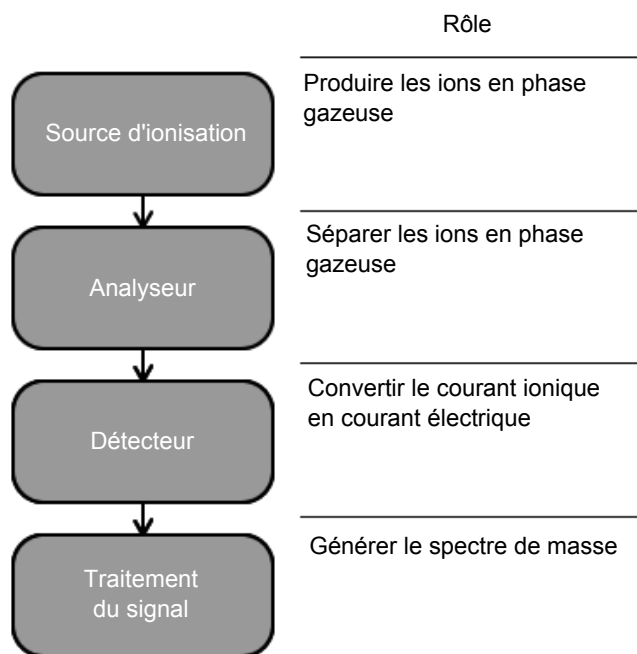 Rôle
Source d'ionisation
Produire les ions en phase
gazeuse
Analyseur
Séparer les ions en phase
gazeuse
Détecteur
Convertir le courant ionique
en courant électrique
Traitement
du signal
Générer le spectre de masse